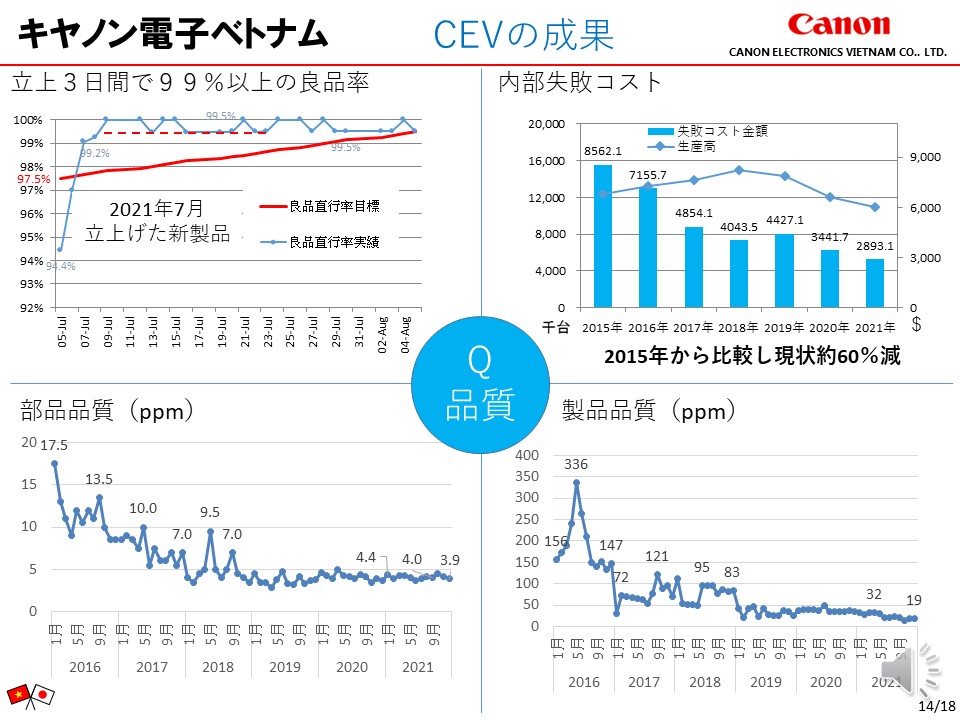 キヤノン電子ベトナム
CEVの成果
Canon
CANON ELECTRONICS VIETNAM CO.. LTD.
立上３日間で９９％以上の良品率
100%
99%
98%
97.5%
97%
96%
95%
94%
93%
92%
99.5%
99.2%
99.5%
94.4%
2021年7月
立上げた新製品
良品直行率目標
良品直行率実績
05-Jul
07-Jul
09-Jul
11-Jul
13-Jul
15-Jul
17-Jul
19-Jul
21-Jul
23-Jul
25-Jul
27-Jul
29-Jul
31-Jul
02-Aug
04-Aug
内部失敗コスト
20,000
16,000
12,000
8,000
4,000
0
失敗コスト金額
生産高
8562.1
7155.7
4854.1
4043.5
4427.1
3441.7
2893.1
9,000
6,000
3,000
0
千台 2015年 2016年 2017年 2018年 2019年 2020年 2021年 $
2015年から比較し現状約60％減
Q
品質
部品品質（ppm）
20
15
10
5
0
17.5
13.5
10.0
7.0
9.5
7.0
4.4
4.0
3.9
1月 5月 9月 1月 5月 9月 1月 5月 9月 1月 5月 9月 1月 5月 9月 1月 5月 9月
2016 2017 2018 2019 2020 2021
製品品質（ppm）
400
350
300
250
200
150
100
50
0
156
336
147
72
121
95
83
32
19
1月 5月 9月 1月 5月 9月 1月 5月 9月 1月 5月 9月 1月 5月 9月 1月 5月 9月
2016 2017 2018 2019 2020 2021
14/18